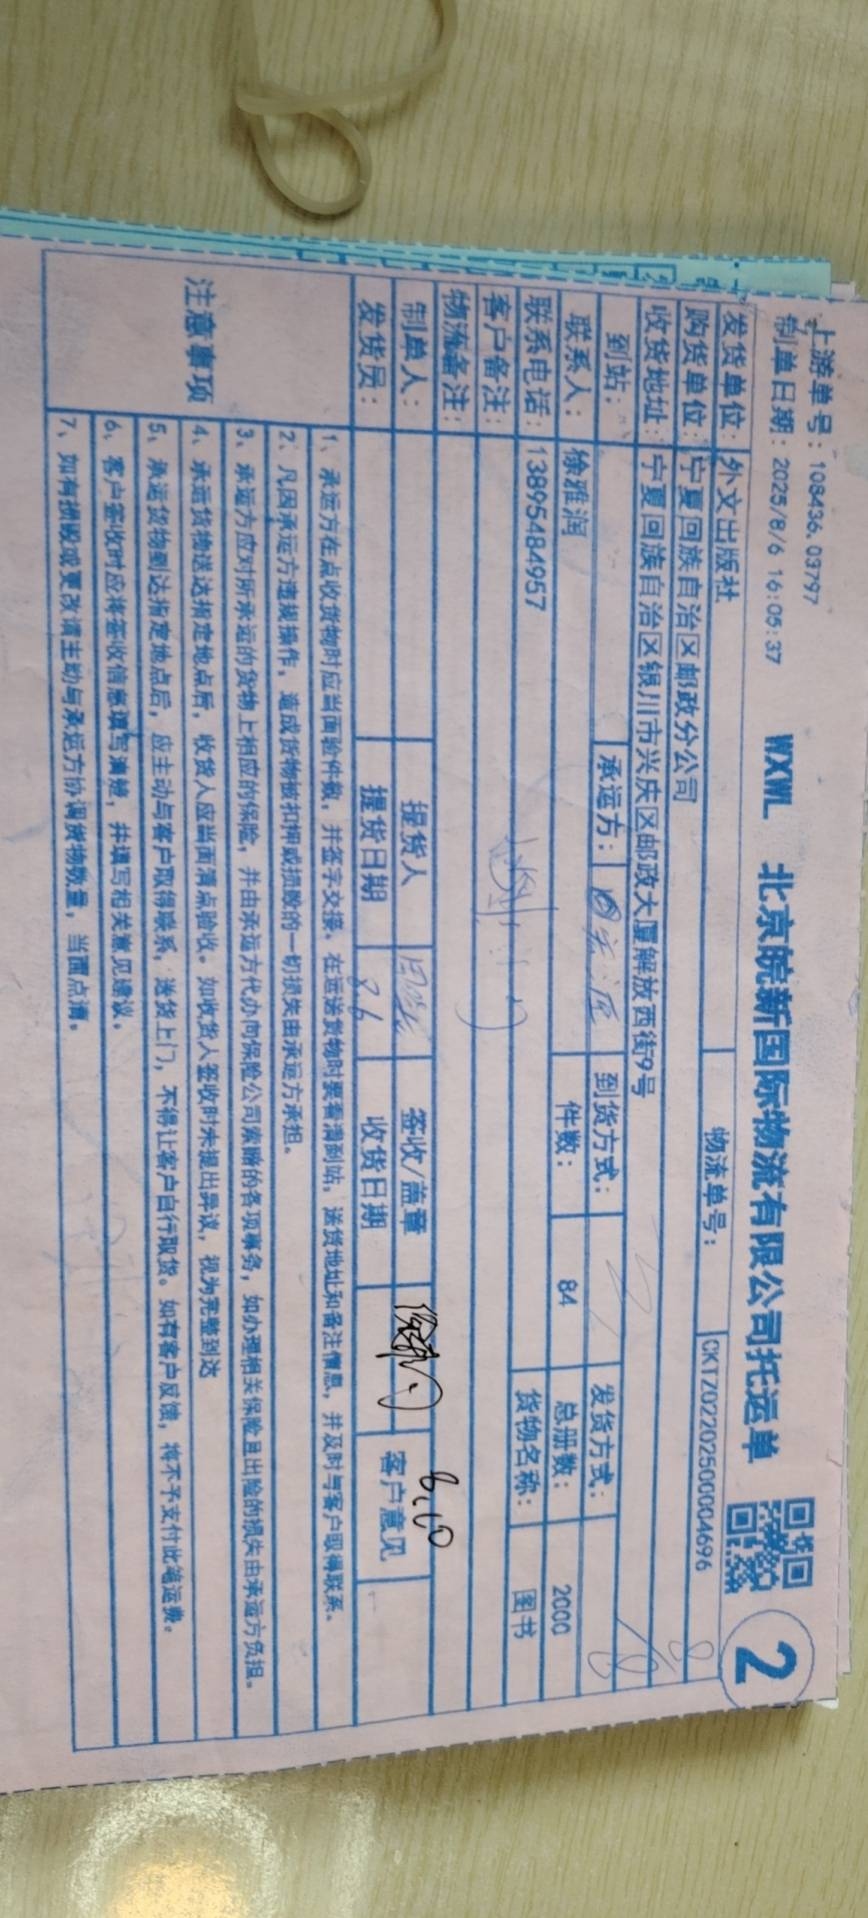 上游单号：108436.03797
制单日期：2025/8/6 16:05:37 WXWL 北京皖新国际物流有限公司托运单 2
发货单位：外文出版社 物流单号： CKTZ02202500004696
购货单位：宁夏回族自治区邮政分公司
收货地址：宁夏回族自治区银川市兴庆区邮政大厦解放西街9号
到站： 承运方： 到货方式： 发货方式：
联系人： 徐雅润 件数： 84 总册数： 2000
联系电话：13895484957 货物名称： 图书
客户备注：
物流备注：
制单人： 提货人 签收/盖章 客户意见 8.10
发货员： 提货日期 8.6 收货日期
注意事项
1、承运方在点收货物时应当面验件数，并签字交接。在运送货物时要看清到站，送货地址和备注信息，并及时与客户取得联系。
2、凡因承运方违规操作，造成货物被扣押或损毁的一切损失由承运方承担。
3、承运方应对所承运的货物上相应的保险，并由承运方代办向保险公司索赔的各项事务，如办理相关保险且出险的损失由承运方负担。
4、承运货物送达指定地点后，收货人应当面清点验收。如收货人签收时未提出异议，视为完整到达
5、承运货物到达指定地点后，应主动与客户取得联系，送货上门，不得让客户自行取货。如有客户反馈，将不予支付此笔运费。
6、客户签收时应将签收信息填写清楚，并填写相关意见建议。
7、如有损毁或更改请主动与承运方协调货物数量，当面点清。